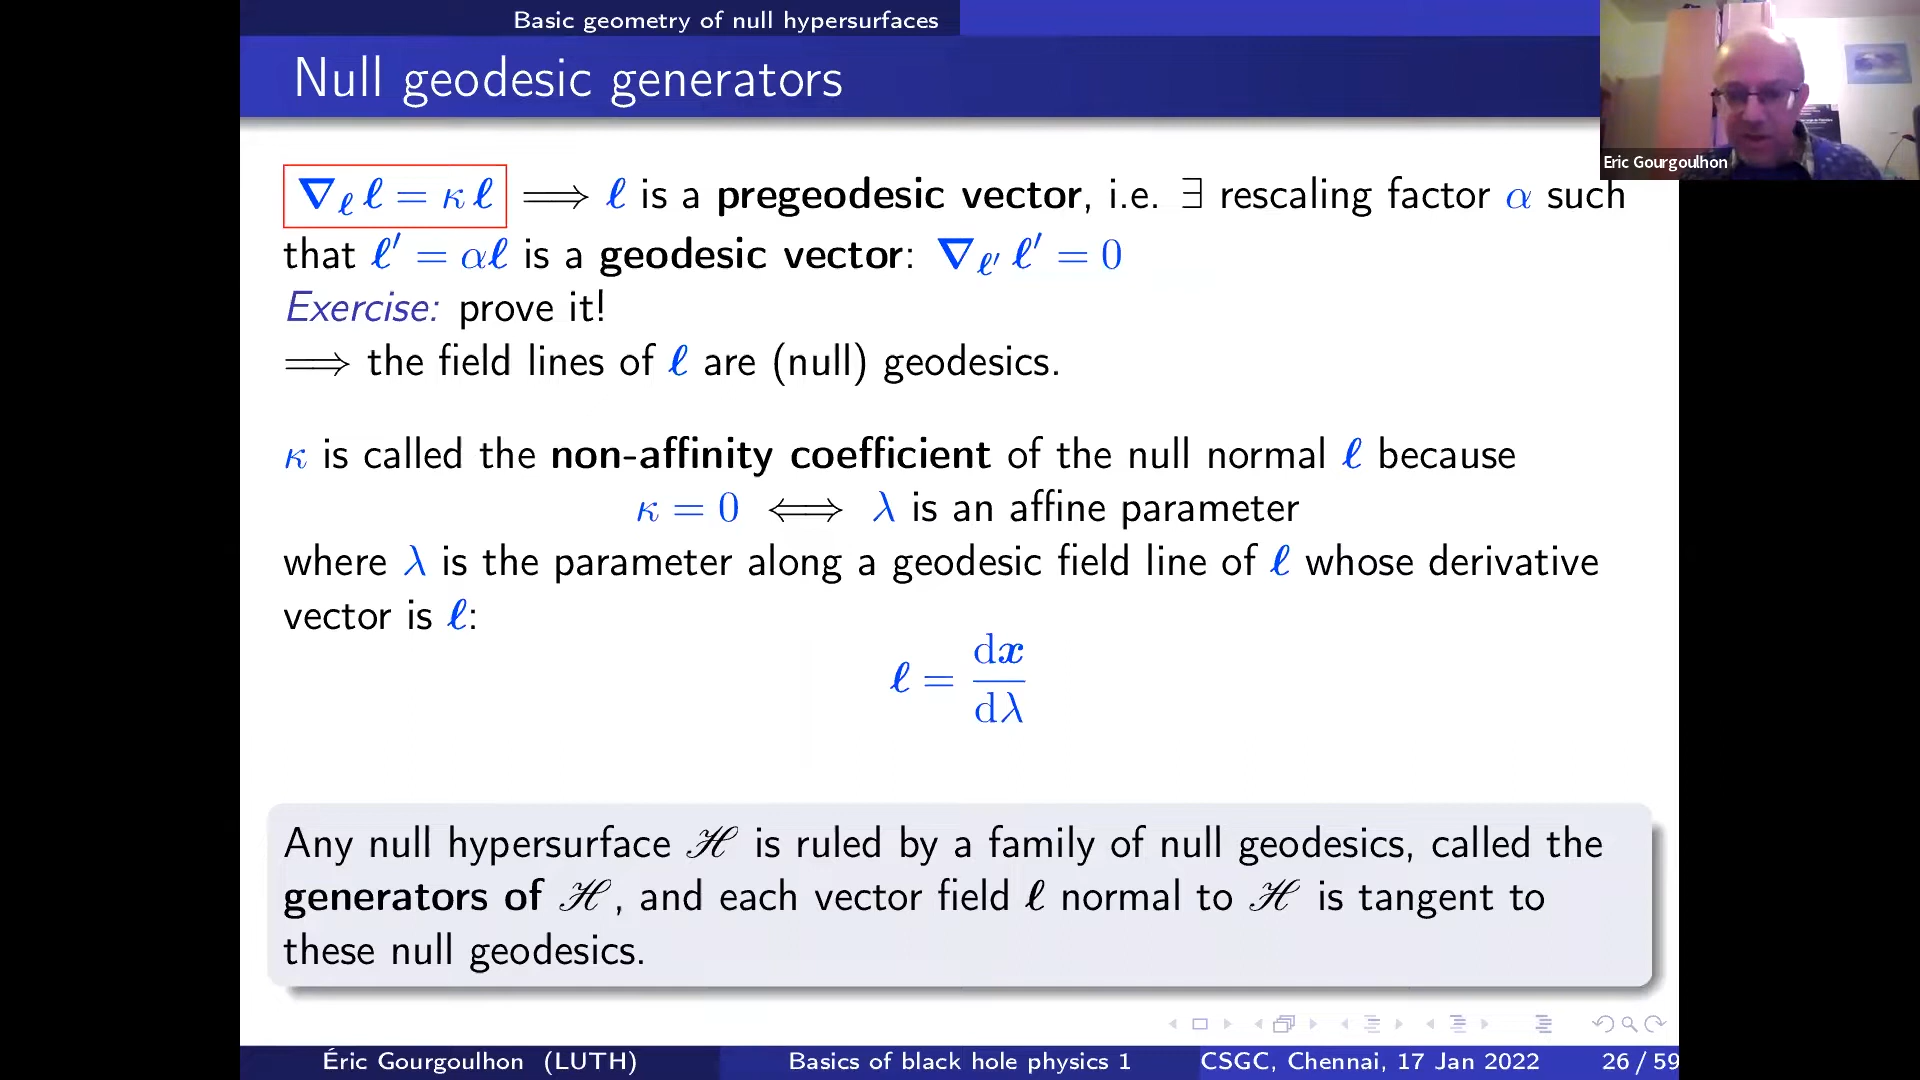 Basic geometry of null hypersurfaces
Null geodesic generators
Eric Gourgoulhon
∇_ℓ ℓ = κ ℓ ⟹ ℓ is a pregeodesic vector, i.e. ∃ rescaling factor α such
that ℓ′ = αℓ is a geodesic vector: ∇_ℓ′ ℓ′ = 0
Exercise: prove it!
⟹ the field lines of ℓ are (null) geodesics.
κ is called the non-affinity coefficient of the null normal ℓ because
κ = 0 ⟺ λ is an affine parameter
where λ is the parameter along a geodesic field line of ℓ whose derivative
vector is ℓ:
ℓ = dx/dλ
Any null hypersurface ℋ is ruled by a family of null geodesics, called the
generators of ℋ, and each vector field ℓ normal to ℋ is tangent to
these null geodesics.
Éric Gourgoulhon (LUTH) Basics of black hole physics 1 CSGC, Chennai, 17 Jan 2022 26 / 59